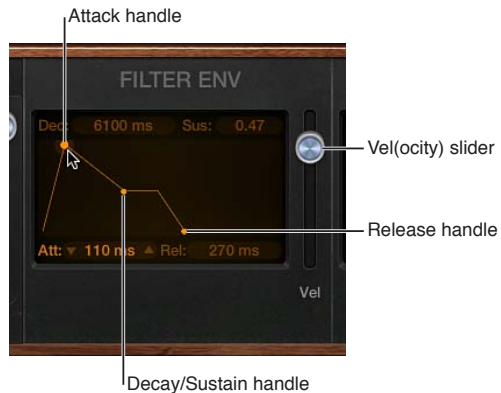 Attack handle
FILTER ENV
Dec: 6100 ms Sus: 0.47
Vel(ocity) slider
Release handle
Att: 110 ms Rel: 270 ms
Vel
Decay/Sustain handle